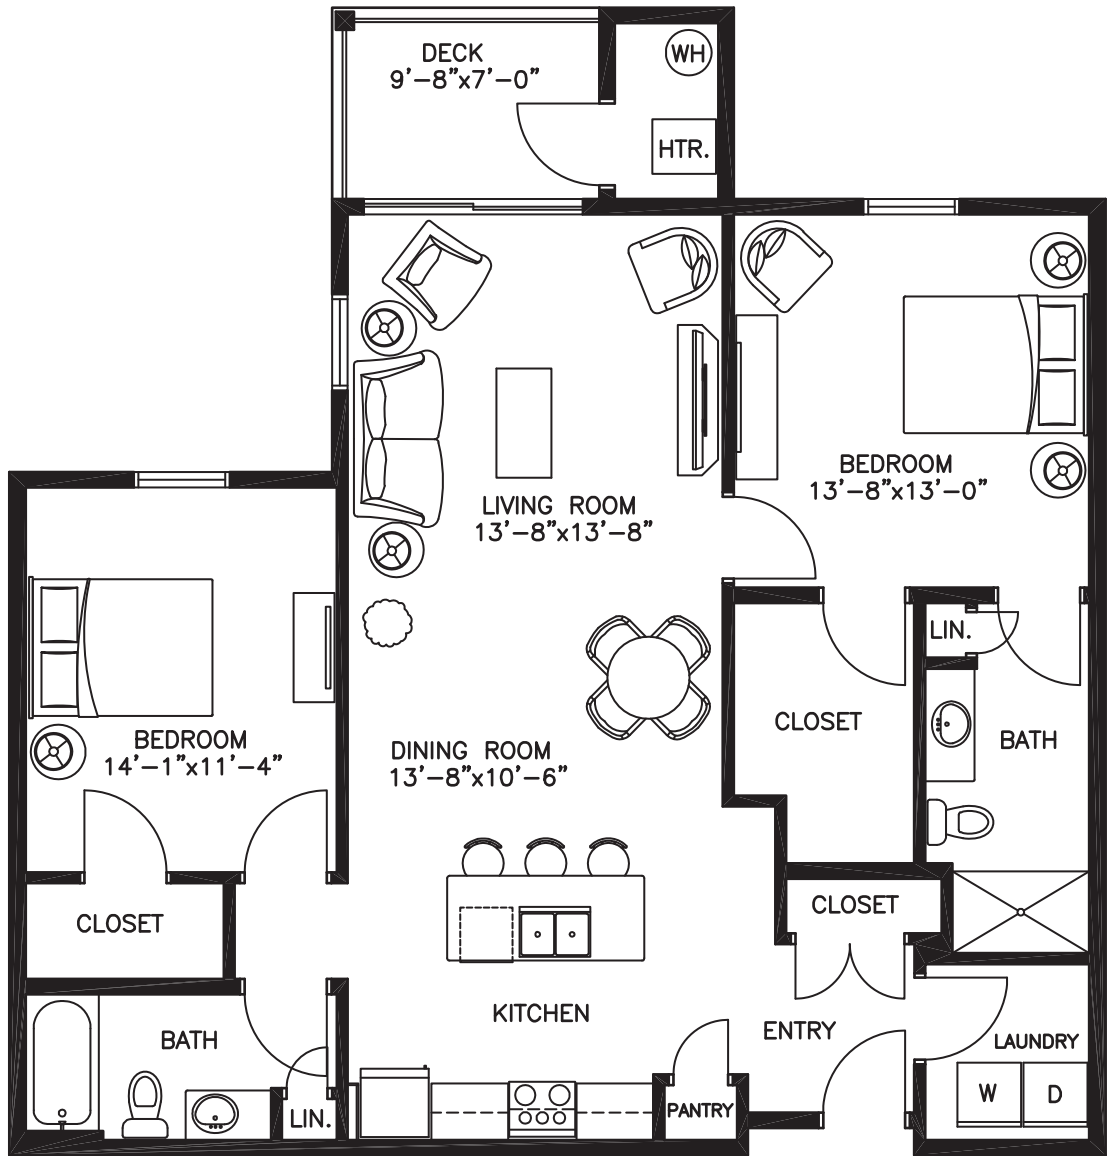 DECK
9'-8"x7'-0"
WH
HTR.
BEDROOM
13'-8"x13'-0"
LIVING ROOM
13'-8"x13'-8"
LIN.
CLOSET
BATH
BEDROOM
14'-1"x11'-4"
DINING ROOM
13'-8"x10'-6"
CLOSET
CLOSET
KITCHEN
ENTRY
BATH
LAUNDRY
W
D
LIN.
PANTRY